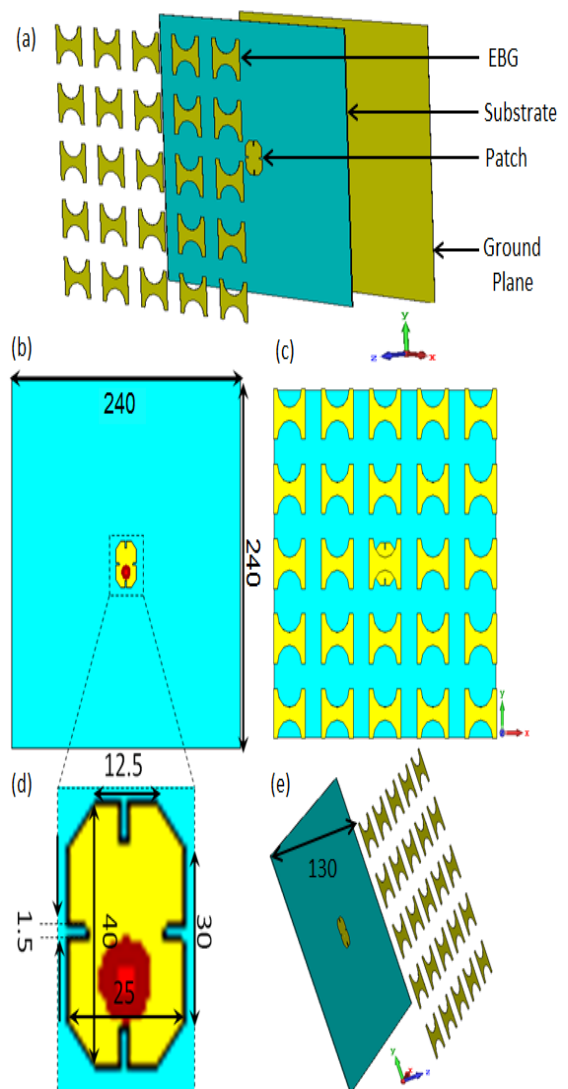 (a)
EBG
Substrate
Patch
Ground
Plane
y
z
x
(b)
240
240
(c)
y
x
(d)
12.5
40
30
1.5
25
(e)
130
y
x
z